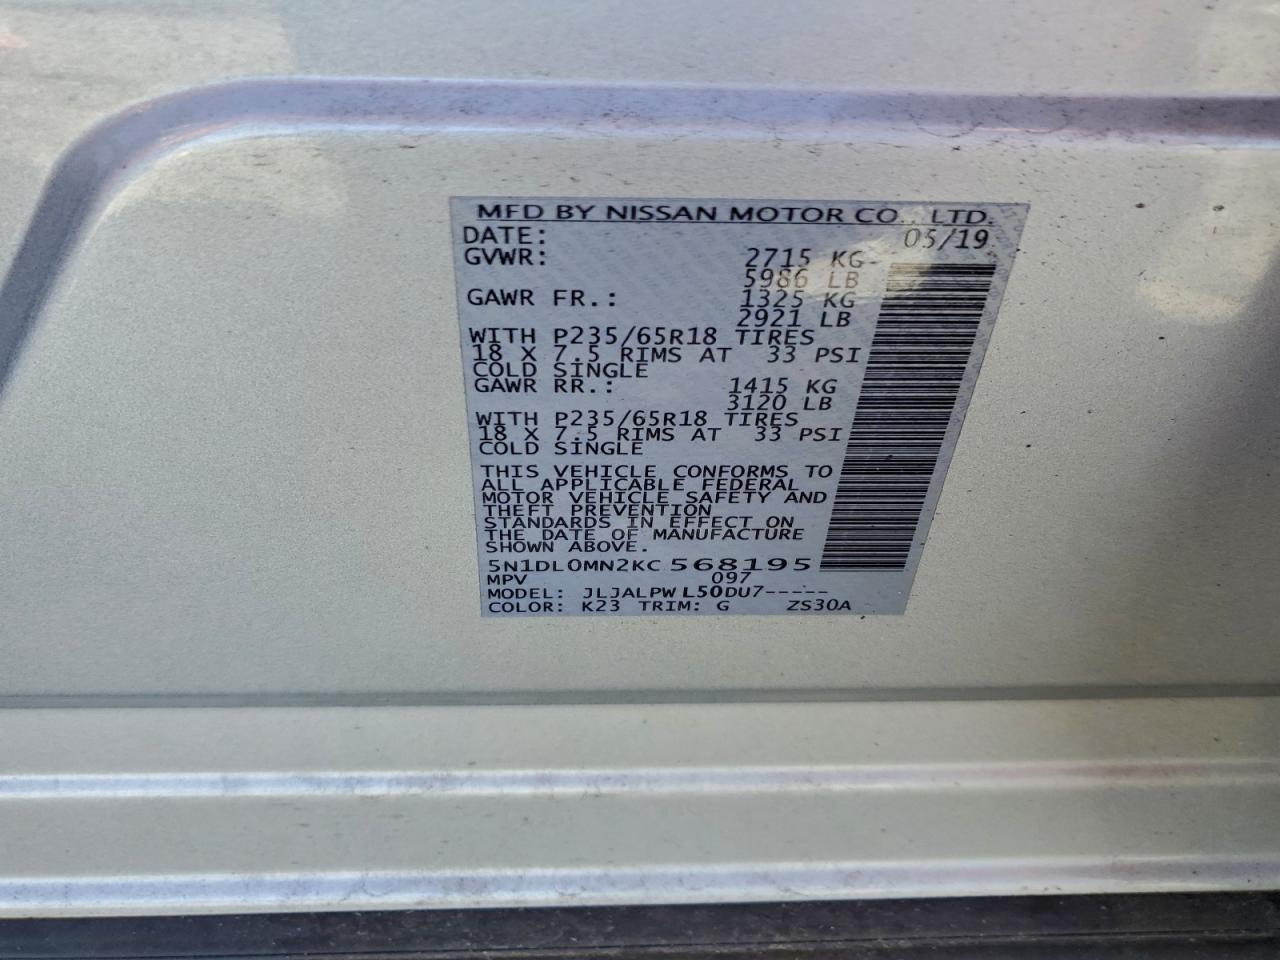 MFD BY NISSAN MOTOR CO., LTD.
DATE: 05/19
GVWR: 2715 KG
5986 LB
GAWR FR.: 1325 KG
2921 LB
WITH P235/65R18 TIRES
18 X 7.5 RIMS AT 33 PSI
COLD SINGLE
GAWR RR.: 1415 KG
3120 LB
WITH P235/65R18 TIRES
18 X 7.5 RIMS AT 33 PSI
COLD SINGLE
THIS VEHICLE CONFORMS TO
ALL APPLICABLE FEDERAL
MOTOR VEHICLE SAFETY AND
THEFT PREVENTION
STANDARDS IN EFFECT ON
THE DATE OF MANUFACTURE
SHOWN ABOVE.
5N1DL0MN2KC568195
MPV 097
MODEL: JLJALPWL50DU7-----
COLOR: K23 TRIM: G ZS30A